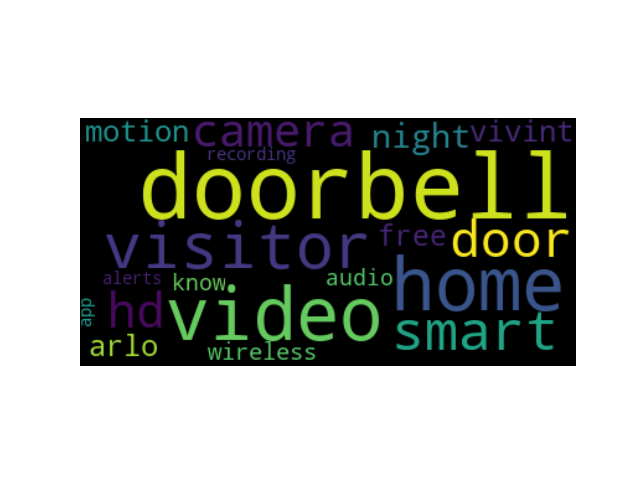 motion camera night vivint
recording
doorbell
visitor free door
alerts know audio home
app hd video smart
arlo wireless